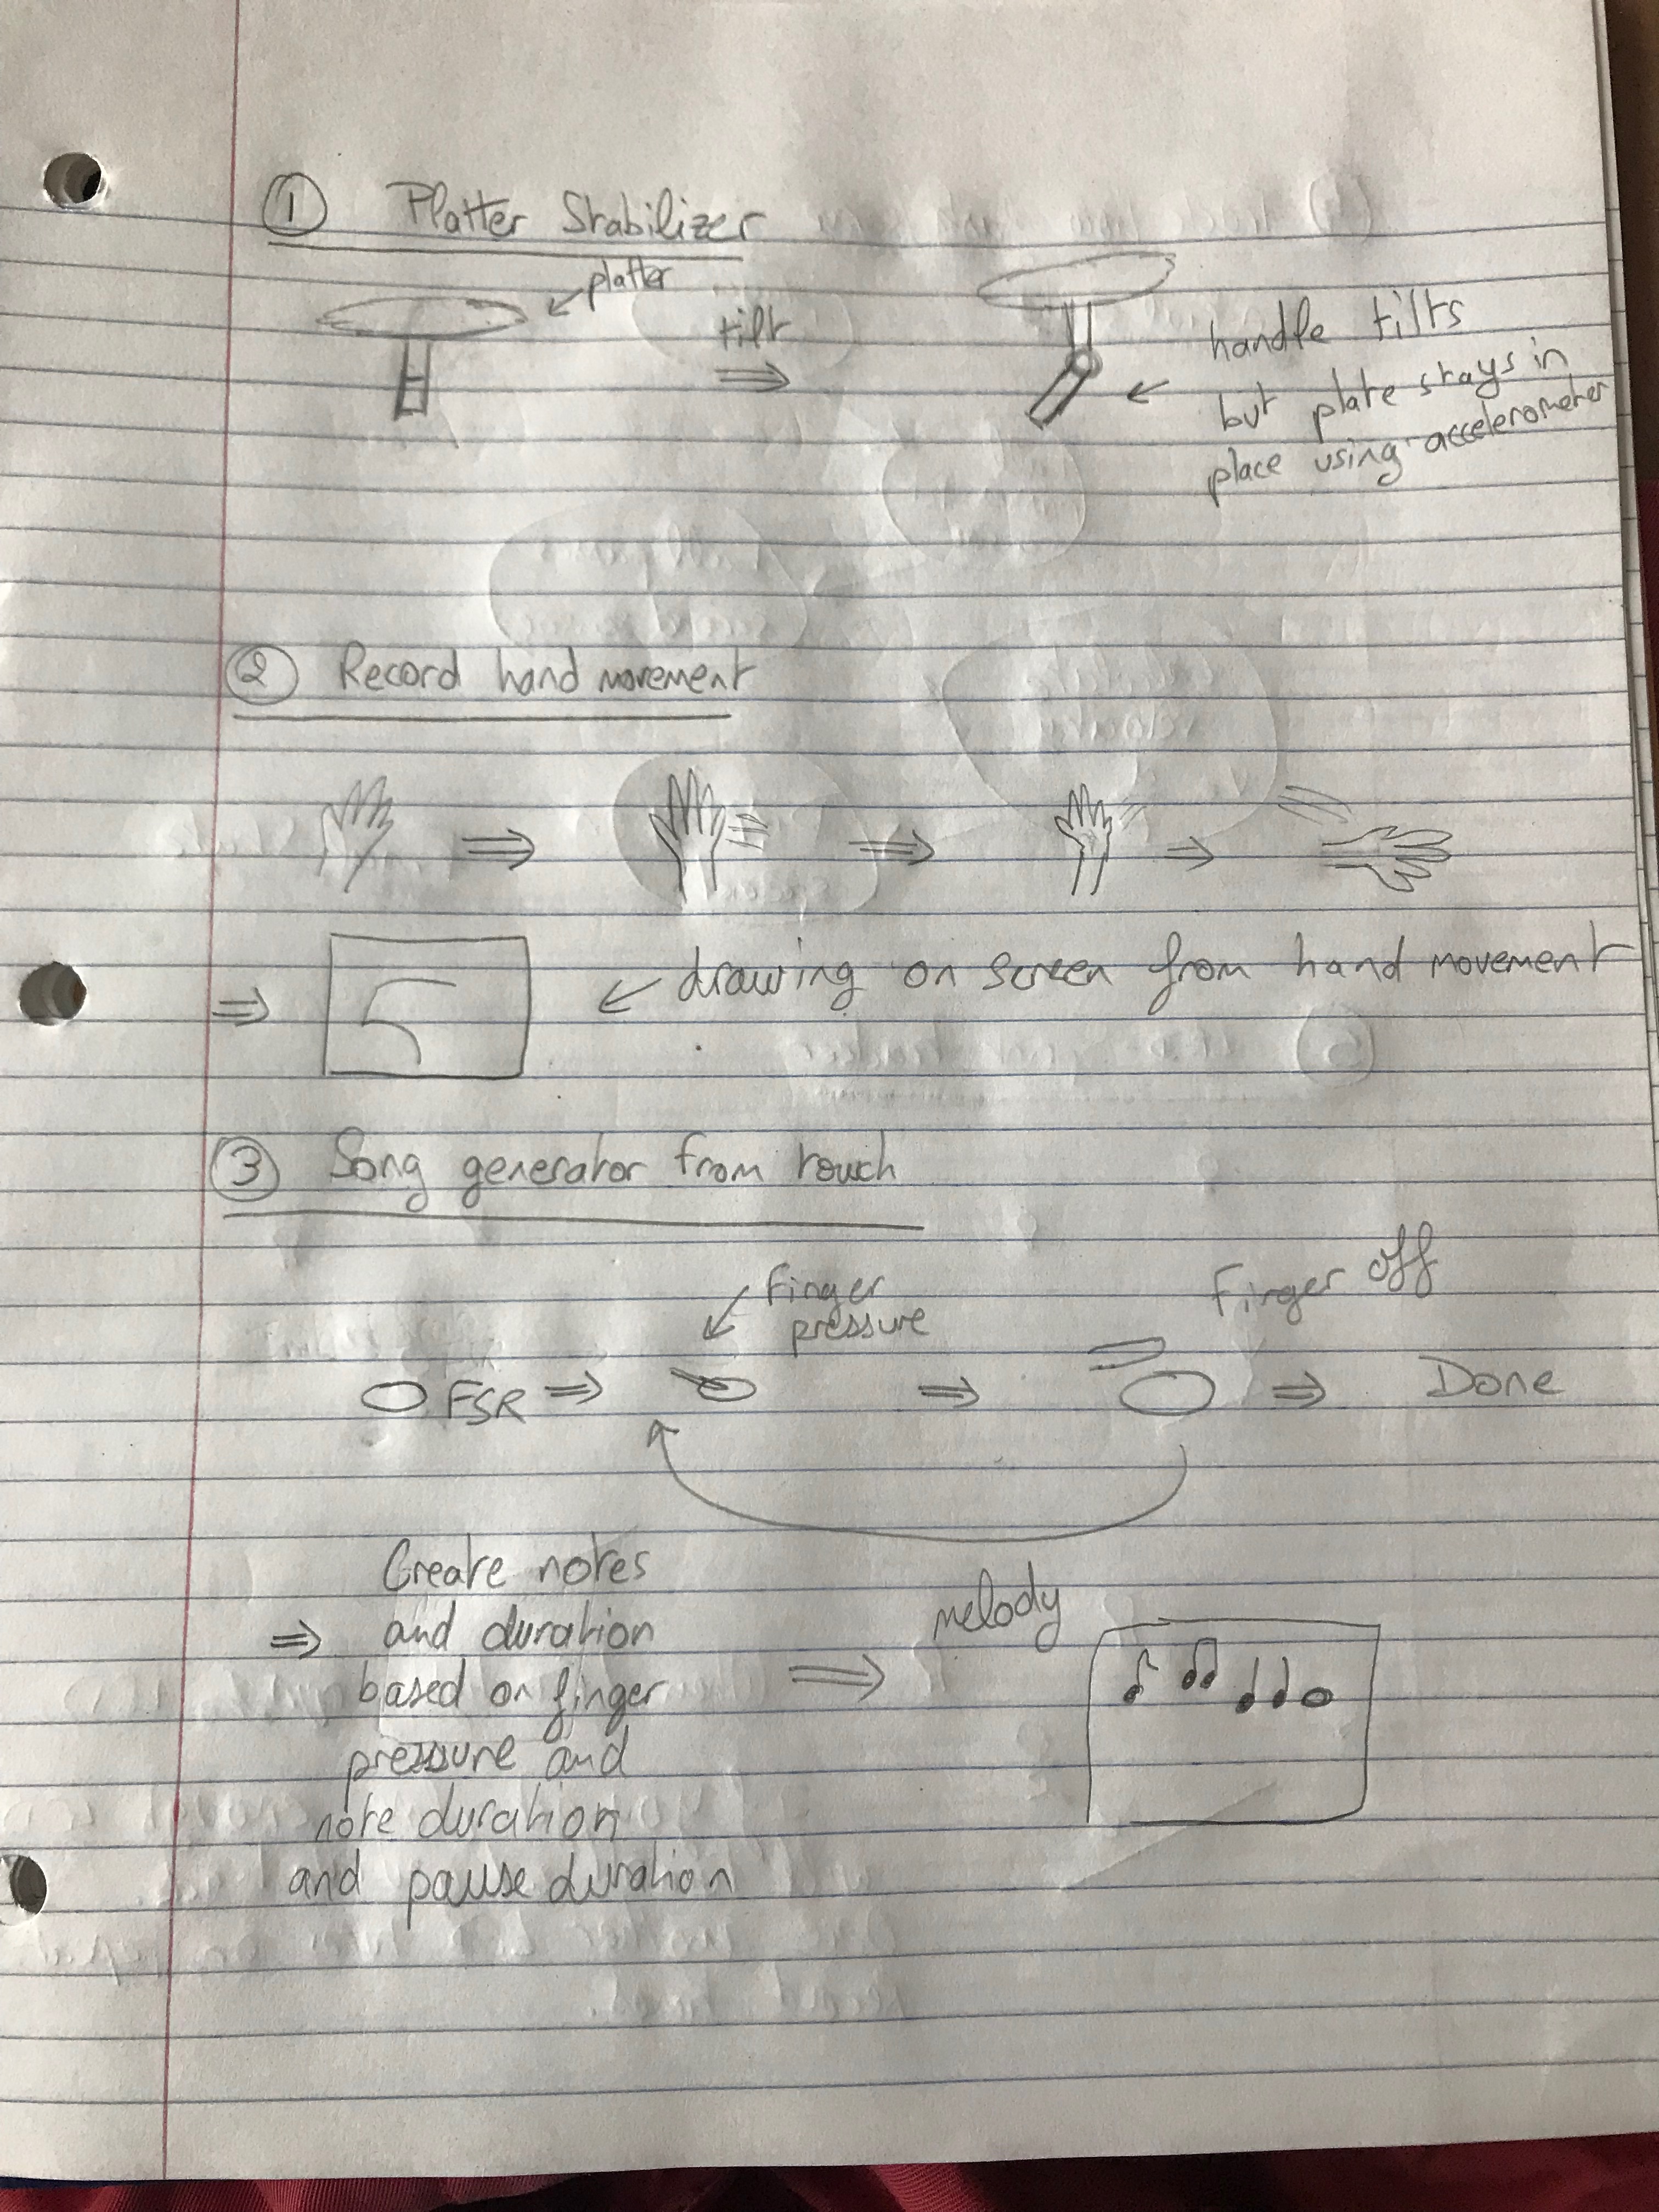 ① Platter Stabilizer
platter
tilt
handle tilts
but plate stays in
place using accelerometer
② Record hand movement
drawing on screen from hand movement
③ Song generator from touch
Finger
pressure
Finger off
FSR
Done
Create notes
and duration
based on finger
pressure and
note duration
and pause duration
melody